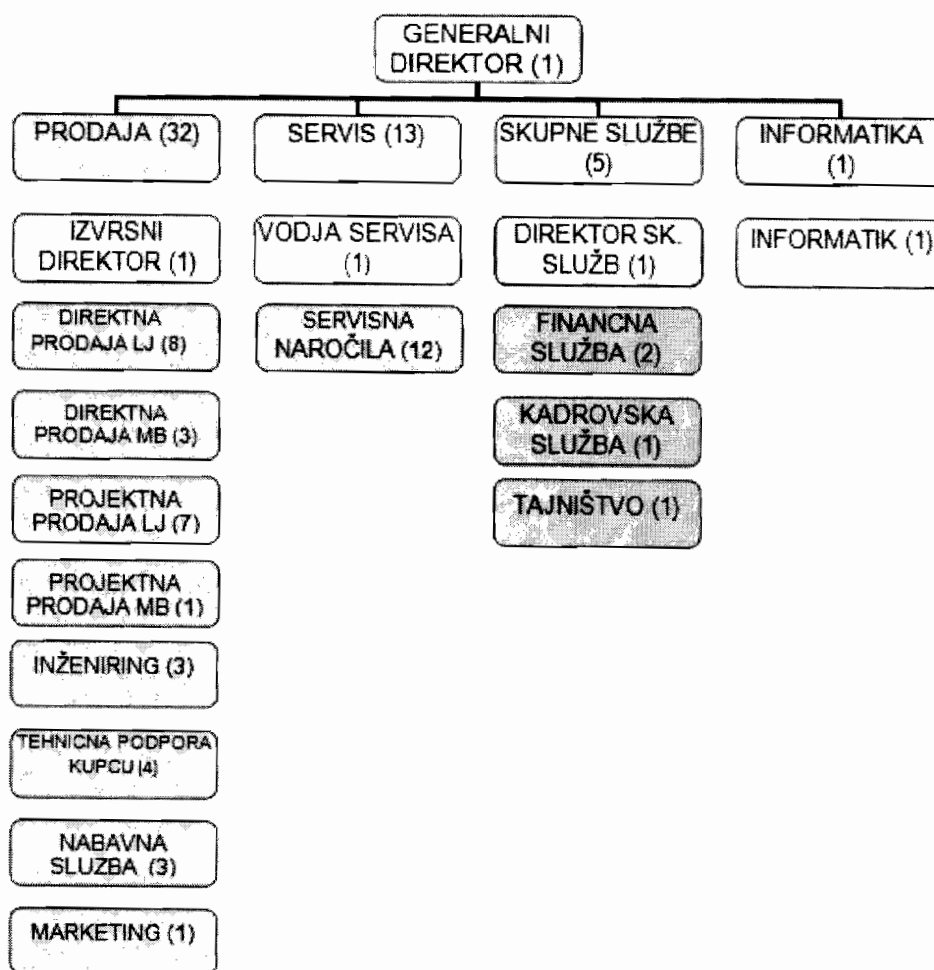 GENERALNI
DIREKTOR (1)
PRODAJA (32)
SERVIS (13)
SKUPNE SLUŽBE
(5)
INFORMATIKA
(1)
IZVRSNI
DIREKTOR (1)
VODJA SERVISA
(1)
DIREKTOR SK.
SLUŽB (1)
INFORMATIK (1)
DIREKTNA
PRODAJA LJ (8)
SERVISNA
NAROČILA (12)
FINANCNA
SLUŽBA (2)
DIREKTNA
PRODAJA MB (3)
KADROVSKA
SLUŽBA (1)
PROJEKTNA
PRODAJA LJ (7)
TAJNIŠTVO (1)
PROJEKTNA
PRODAJA MB (1)
INŽENIRING (3)
TEHNICNA PODPORA
KUPCU (4)
NABAVNA
SLUZBA (3)
MARKETING (1)